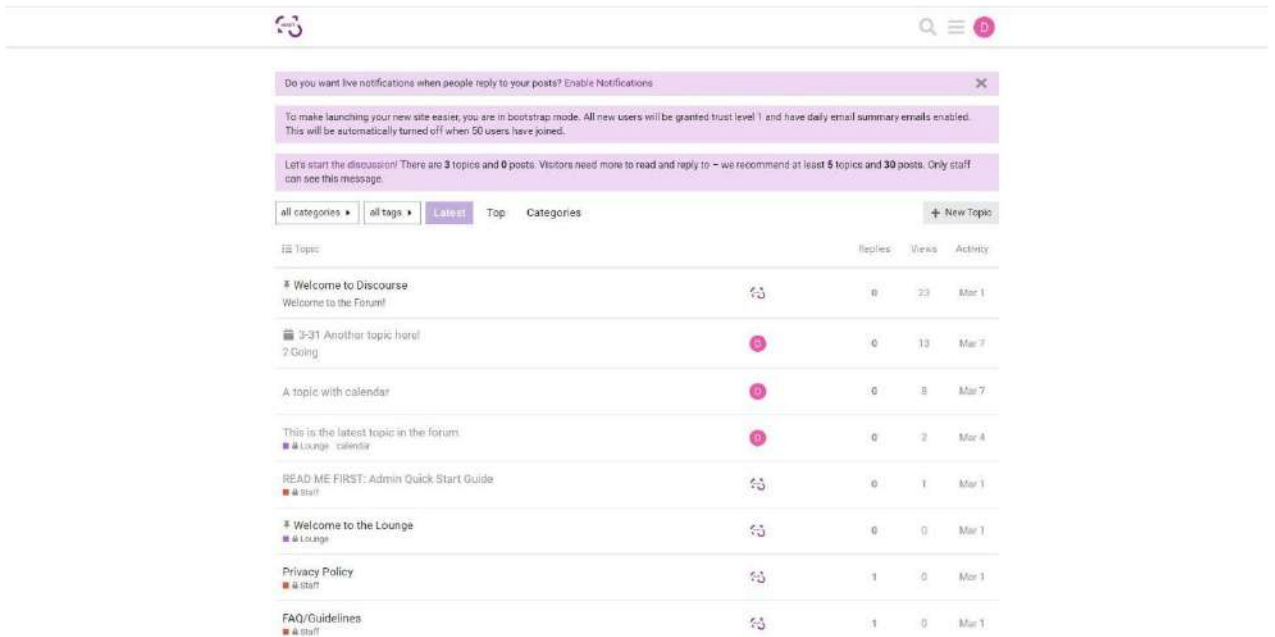 D
Do you want live notifications when people reply to your posts? Enable Notifications
To make launching your new site easier, you are in bootstrap mode. All new users will be granted trust level 1 and have daily email summary emails enabled.
This will be automatically turned off when 50 users have joined.
Let's start the discussion! There are 3 topics and 0 posts. Visitors need more to read and reply to – we recommend at least 5 topics and 30 posts. Only staff
can see this message.
all categories all tags Latest Top Categories + New Topic
Topic Replies Views Activity
Welcome to Discourse 0 23 Mar 1
Welcome to the Forum!
3-31 Another topic here! D 0 13 Mar 7
2 Going
A topic with calendar D 0 8 Mar 7
This is the latest topic in the forum D 0 2 Mar 4
Lounge calendar
READ ME FIRST: Admin Quick Start Guide 0 1 Mar 1
Staff
Welcome to the Lounge 0 0 Mar 1
Lounge
Privacy Policy 1 0 Mar 1
Staff
FAQ/Guidelines 1 0 Mar 1
Staff